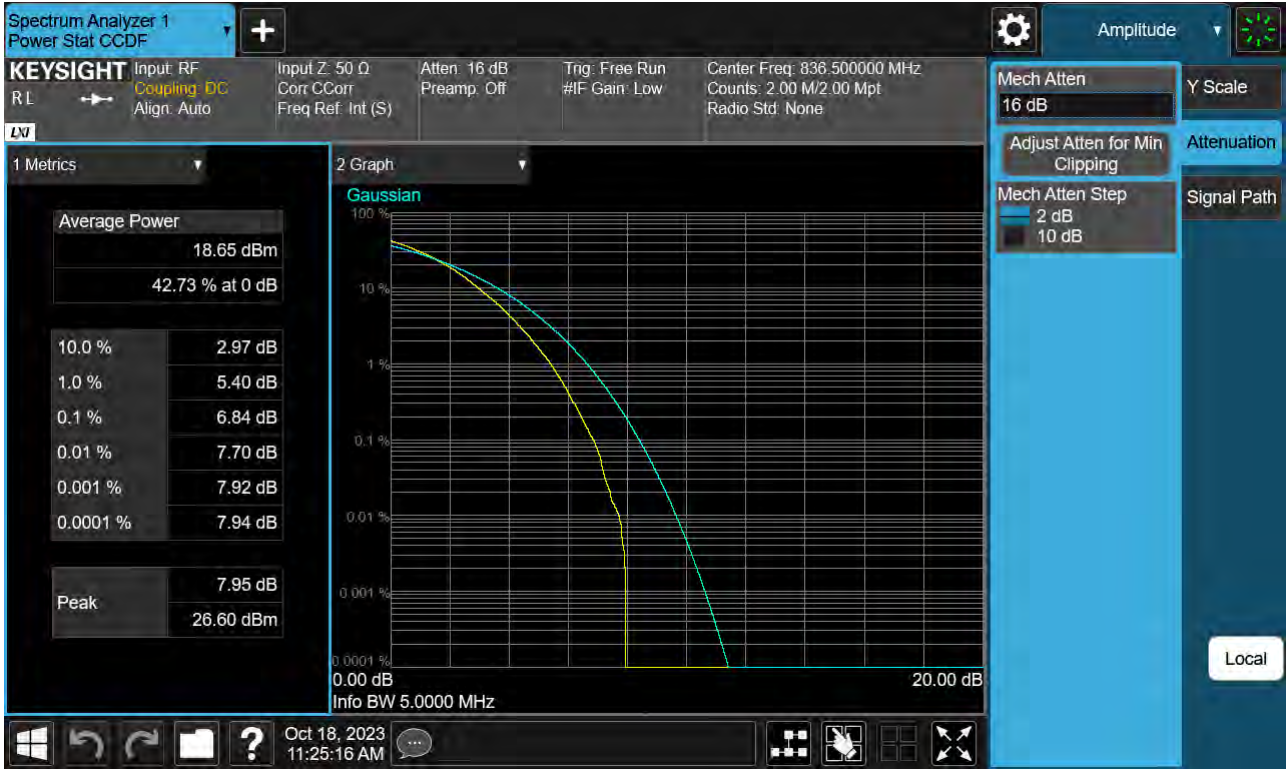 Spectrum Analyzer 1
Power Stat CCDF
+
Amplitude
KEYSIGHT
R L
LXI
Input: RF
Coupling: DC
Align: Auto
Input Z: 50 Ω
Corr CCorr
Freq Ref: Int (S)
Atten: 16 dB
Preamp: Off
Trig: Free Run
#IF Gain: Low
Center Freq: 836.500000 MHz
Counts: 2.00 M/2.00 Mpt
Radio Std: None
1 Metrics
Average Power
18.65 dBm
42.73 % at 0 dB
10.0 % 2.97 dB
1.0 % 5.40 dB
0.1 % 6.84 dB
0.01 % 7.70 dB
0.001 % 7.92 dB
0.0001 % 7.94 dB
Peak
7.95 dB
26.60 dBm
2 Graph
Gaussian
100 %
10 %
1 %
0.1 %
0.01 %
0.001 %
0.0001 %
0.00 dB 20.00 dB
Info BW 5.0000 MHz
Mech Atten
16 dB
Adjust Atten for Min
Clipping
Mech Atten Step
2 dB
10 dB
Y Scale
Attenuation
Signal Path
Local
?
Oct 18, 2023
11:25:16 AM